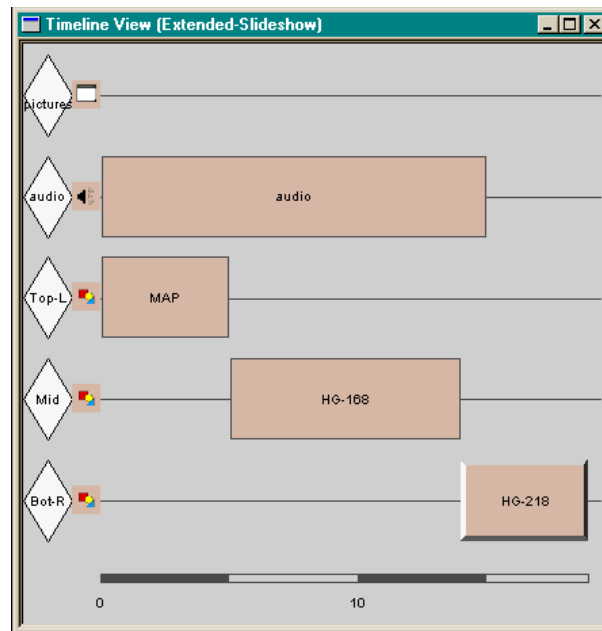 Timeline View (Extended-Slideshow)
pictures
audio
audio
Top-L
MAP
Mid
HG-168
Bot-R
HG-218
0 10